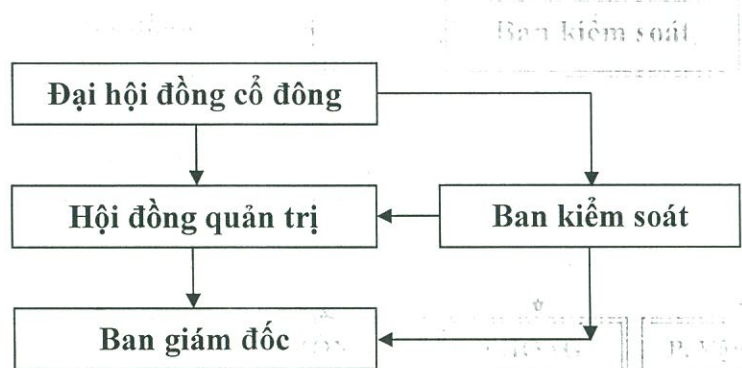 Ban kiểm soát
Đại hội đồng cổ đông
Hội đồng quản trị
Ban kiểm soát
Ban giám đốc